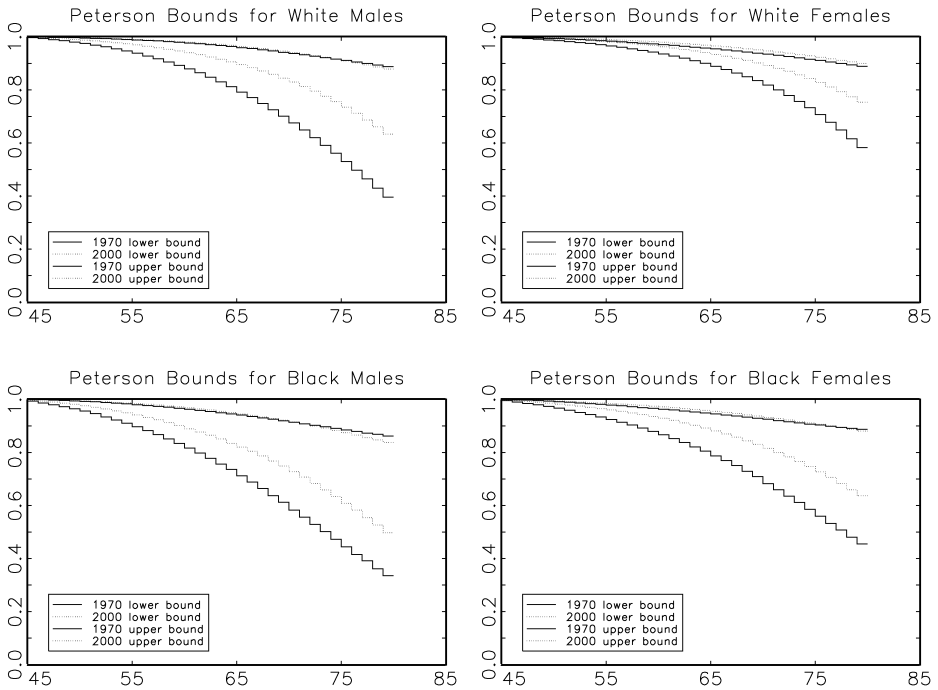 Peterson Bounds for White Males
1.0
0.8
0.6
0.4
0.2
0.0
1970 lower bound
2000 lower bound
1970 upper bound
2000 upper bound
45 55 65 75 85
Peterson Bounds for White Females
1.0
0.8
0.6
0.4
0.2
0.0
1970 lower bound
2000 lower bound
1970 upper bound
2000 upper bound
45 55 65 75 85
Peterson Bounds for Black Males
1.0
0.8
0.6
0.4
0.2
0.0
1970 lower bound
2000 lower bound
1970 upper bound
2000 upper bound
45 55 65 75 85
Peterson Bounds for Black Females
1.0
0.8
0.6
0.4
0.2
0.0
1970 lower bound
2000 lower bound
1970 upper bound
2000 upper bound
45 55 65 75 85